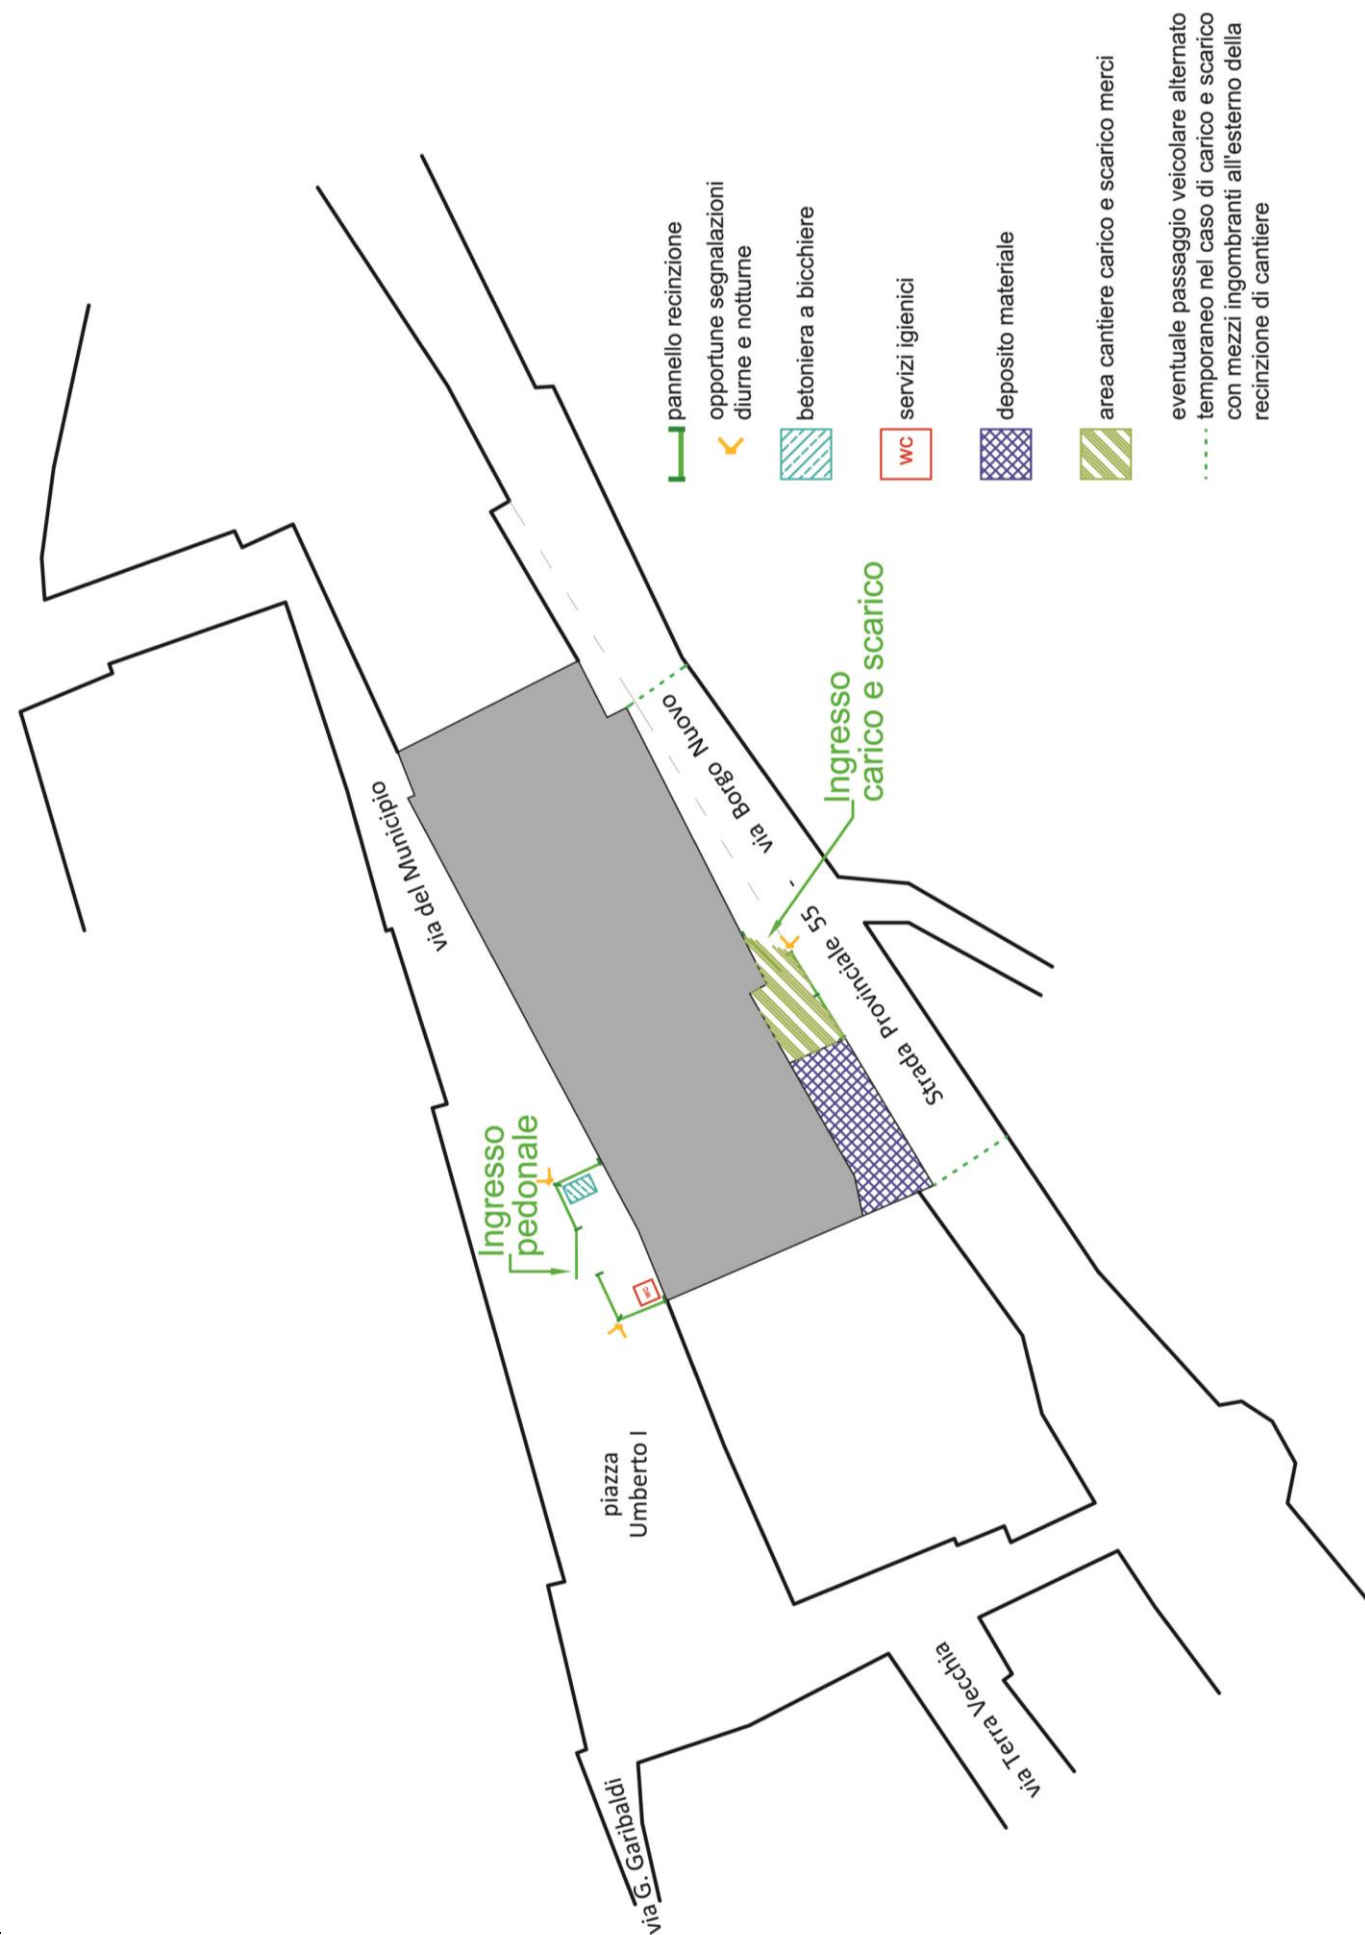 via del Municipio
Ingresso
pedonale
piazza
Umberto I
via G. Garibaldi
via Terra Vecchia
Strada Provinciale 55 - via Borgo Nuovo
Ingresso
carico e scarico
wc
pannello recinzione
opportune segnalazioni
diurne e notturne
betoniera a bicchiere
wc
servizi igienici
deposito materiale
area cantiere carico e scarico merci
eventuale passaggio veicolare alternato
temporaneo nel caso di carico e scarico
con mezzi ingombranti all'esterno della
recinzione di cantiere